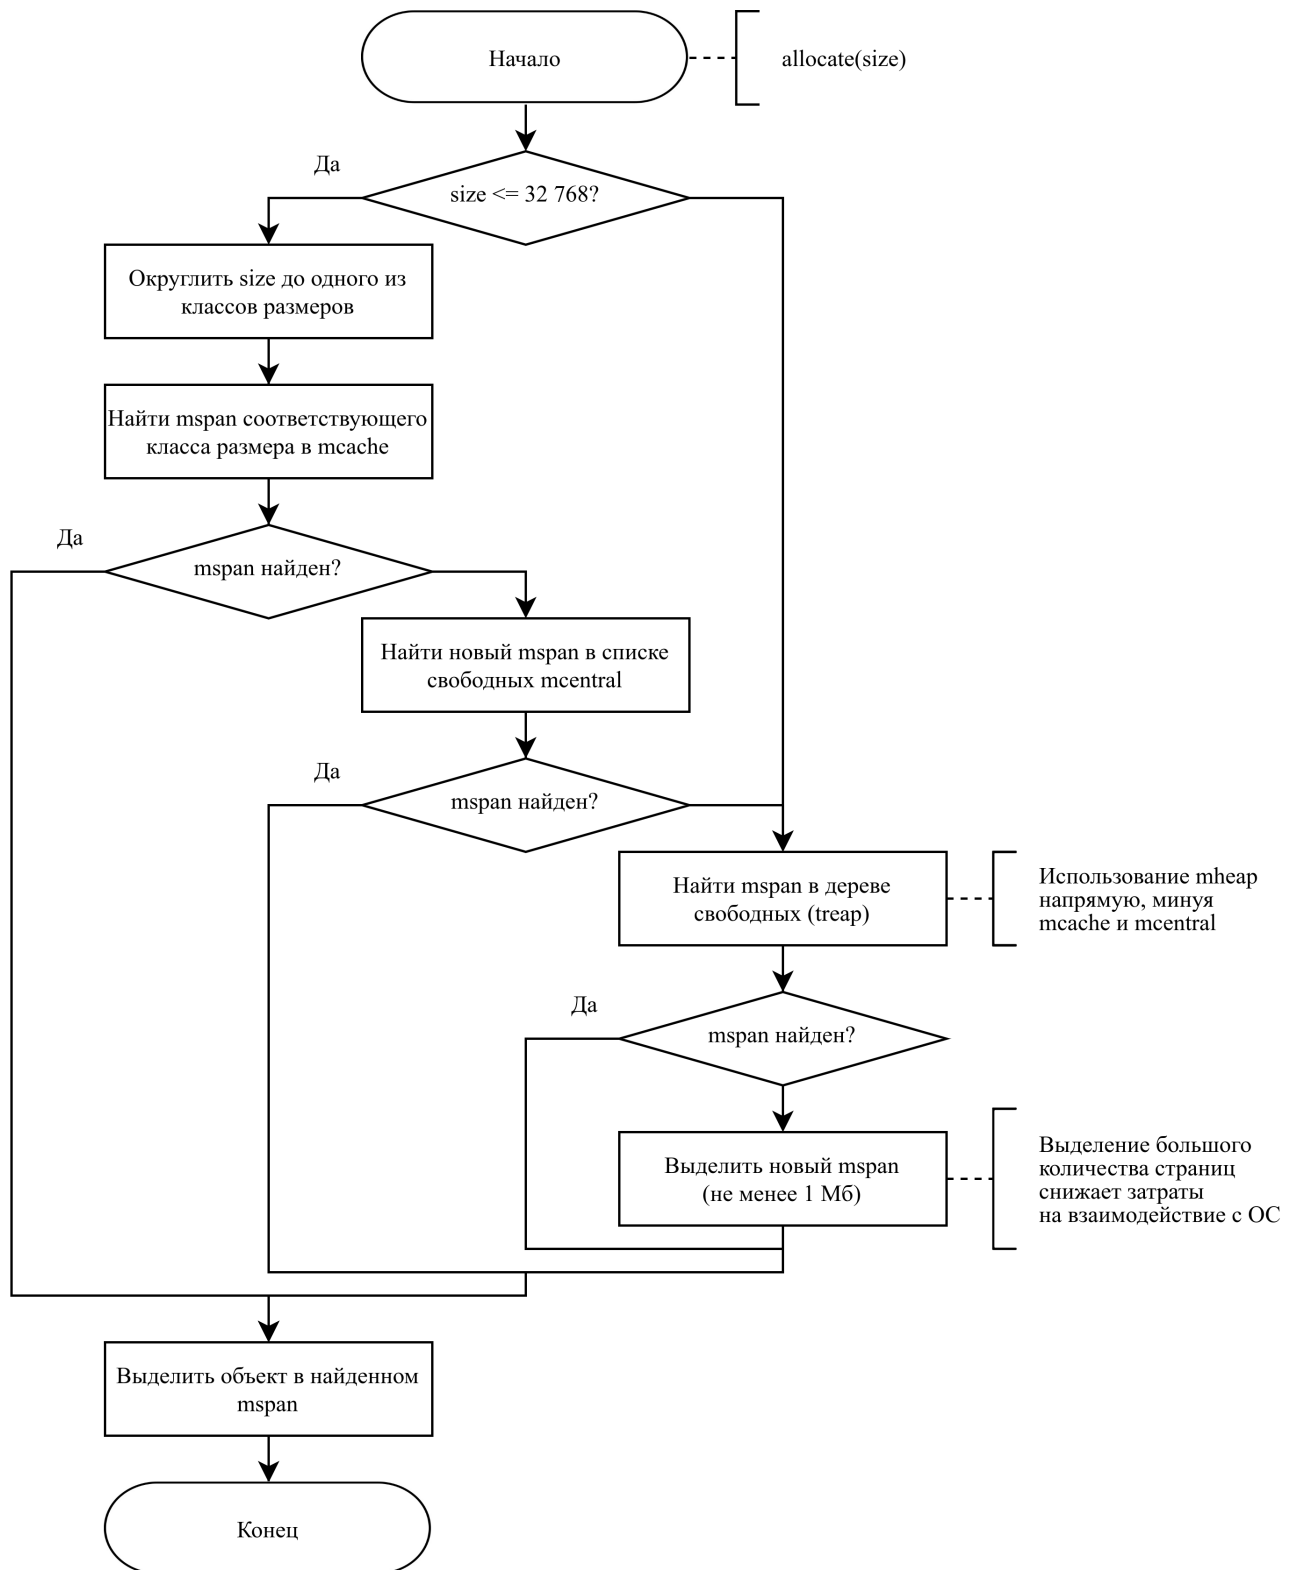 Начало
allocate(size)
Да
size <= 32 768?
Округлить size до одного из
классов размеров
Найти mspan соответствующего
класса размера в mcache
Да
mspan найден?
Найти новый mspan в списке
свободных mcentral
Да
mspan найден?
Найти mspan в дереве
свободных (treap)
Использование mheap
напрямую, минуя
mcache и mcentral
Да
mspan найден?
Выделить новый mspan
(не менее 1 Мб)
Выделение большого
количества страниц
снижает затраты
на взаимодействие с ОС
Выделить объект в найденном
mspan
Конец